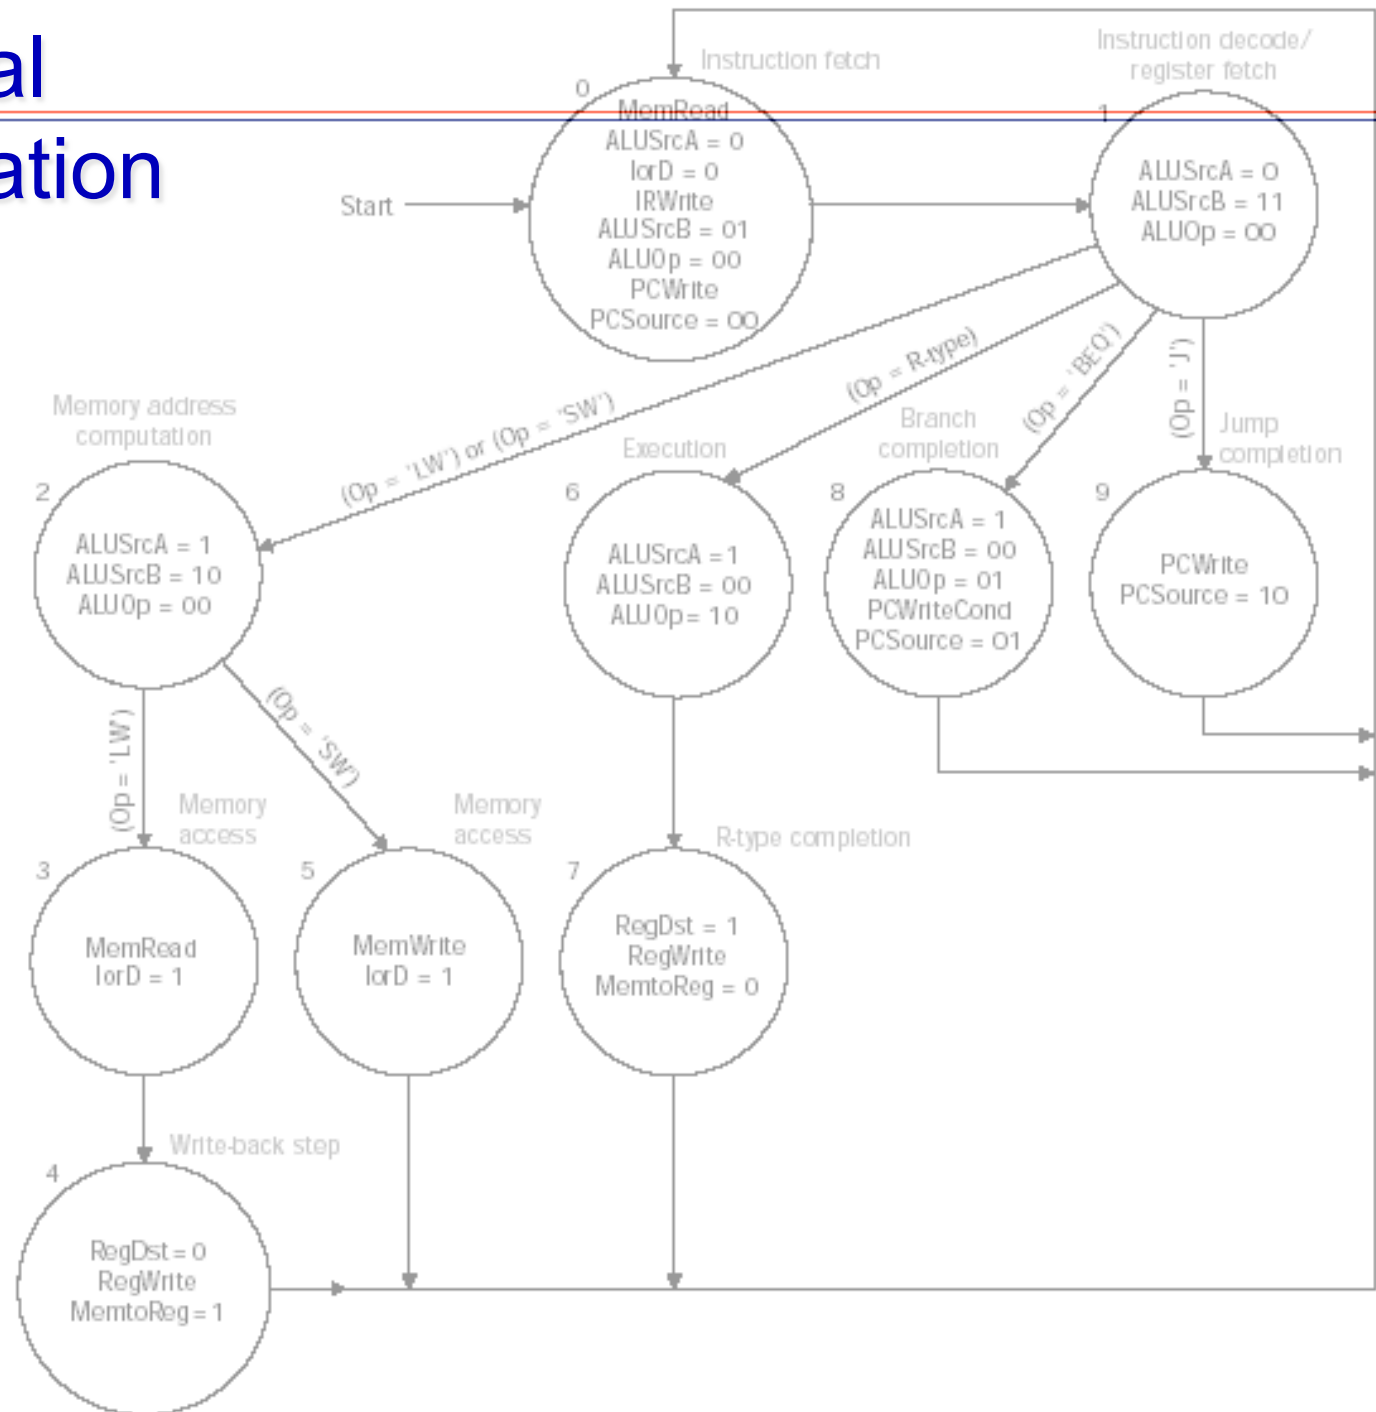 al
ation
Instruction fetch
0
MemRead
ALUSrcA = 0
IorD = 0
IRWrite
ALUSrcB = 01
ALUOp = 00
PCWrite
PCSource = 00
Start
Instruction decode/
register fetch
1
ALUSrcA = 0
ALUSrcB = 11
ALUOp = 00
(Op = 'LW') or (Op = 'SW')
(Op = R-type)
(Op = 'BEQ')
(Op = 'J')
Memory address
computation
2
ALUSrcA = 1
ALUSrcB = 10
ALUOp = 00
Execution
6
ALUSrcA = 1
ALUSrcB = 00
ALUOp = 10
Branch
completion
8
ALUSrcA = 1
ALUSrcB = 00
ALUOp = 01
PCWriteCond
PCSource = 01
Jump
completion
9
PCWrite
PCSource = 10
(Op = 'LW')
(Op = 'SW')
Memory
access
3
MemRead
IorD = 1
Memory
access
5
MemWrite
IorD = 1
R-type completion
7
RegDst = 1
RegWrite
MemtoReg = 0
Write-back step
4
RegDst = 0
RegWrite
MemtoReg = 1